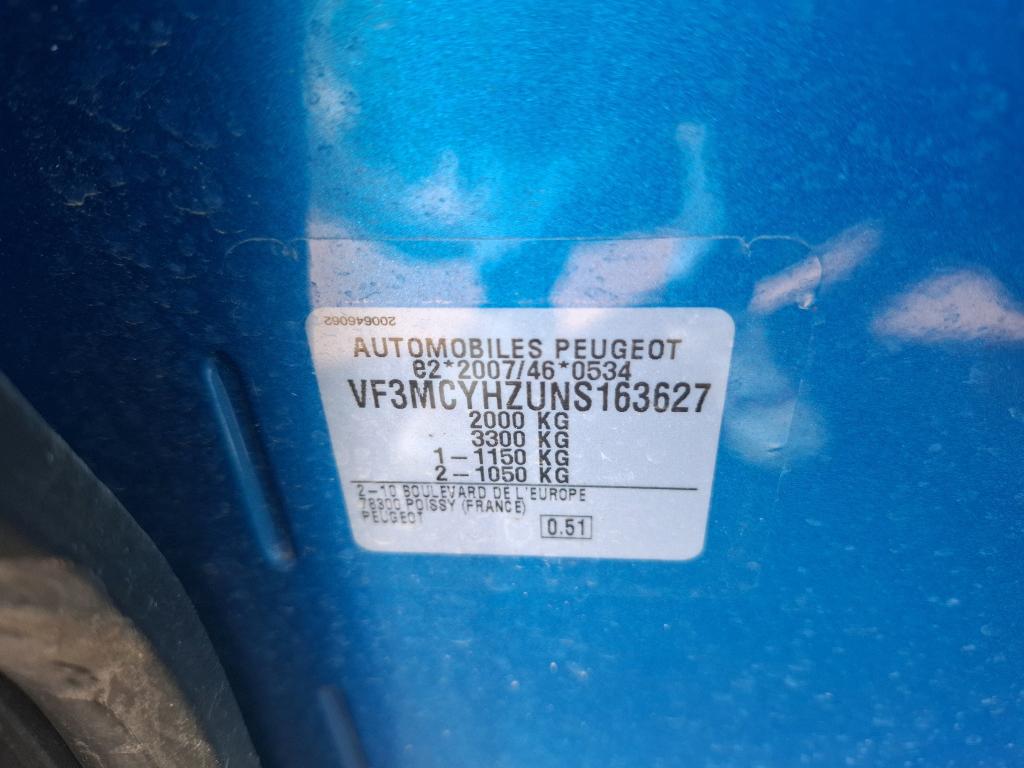 200646062
AUTOMOBILES PEUGEOT
e2*2007/46*0534
VF3MCYHZUNS163627
2000 KG
3300 KG
1-1150 KG
2-1050 KG
2-10 BOULEVARD DE L'EUROPE
78300 POISSY (FRANCE)
PEUGEOT
0.51